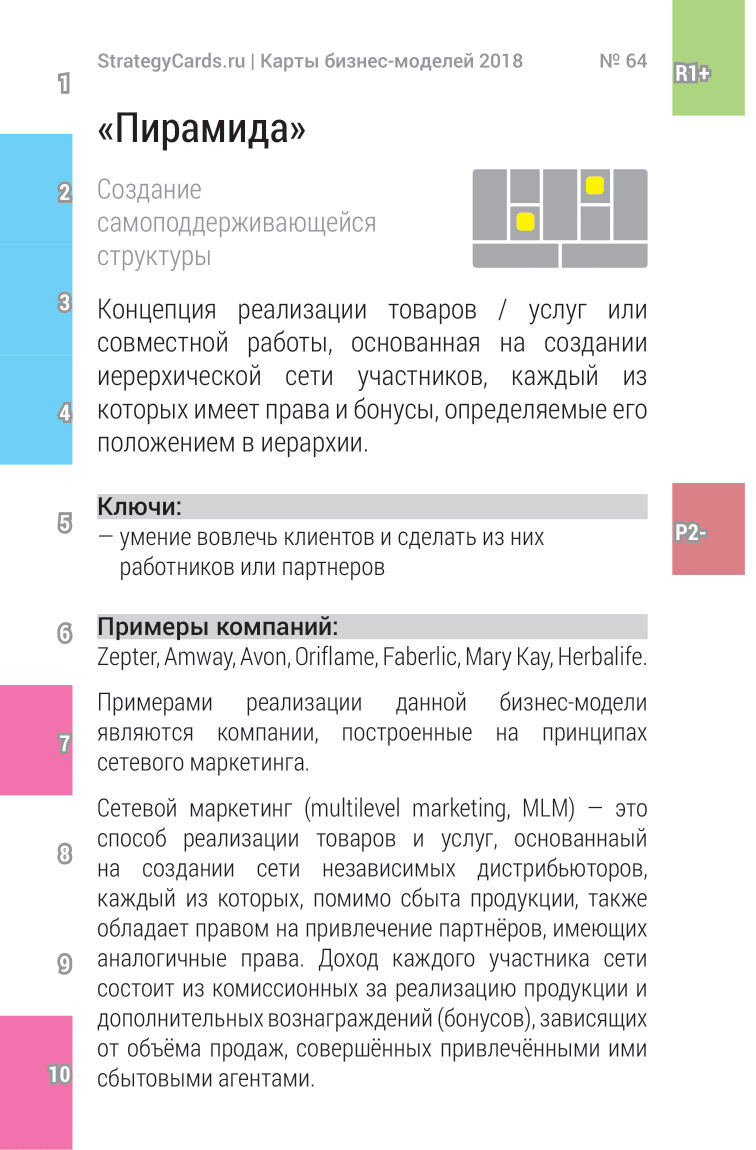 StrategyCards.ru | Карты бизнес-моделей 2018 № 64
R1+
1
«Пирамида»
2
Создание
самоподдерживающейся
структуры
3
Концепция реализации товаров / услуг или
совместной работы, основанная на создании
иерерхической сети участников, каждый из
4
которых имеет права и бонусы, определяемые его
положением в иерархии.
Ключи:
5
P2-
— умение вовлечь клиентов и сделать из них
работников или партнеров
6
Примеры компаний:
Zepter, Amway, Avon, Oriflame, Faberlic, Mary Kay, Herbalife.
Примерами реализации данной бизнес-модели
являются компании, построенные на принципах
7
сетевого маркетинга.
Сетевой маркетинг (multilevel marketing, MLM) — это
способ реализации товаров и услуг, основаннаый
8
на создании сети независимых дистрибьюторов,
каждый из которых, помимо сбыта продукции, также
обладает правом на привлечение партнёров, имеющих
9
аналогичные права. Доход каждого участника сети
состоит из комиссионных за реализацию продукции и
дополнительных вознаграждений (бонусов), зависящих
от объёма продаж, совершённых привлечёнными ими
10
сбытовыми агентами.